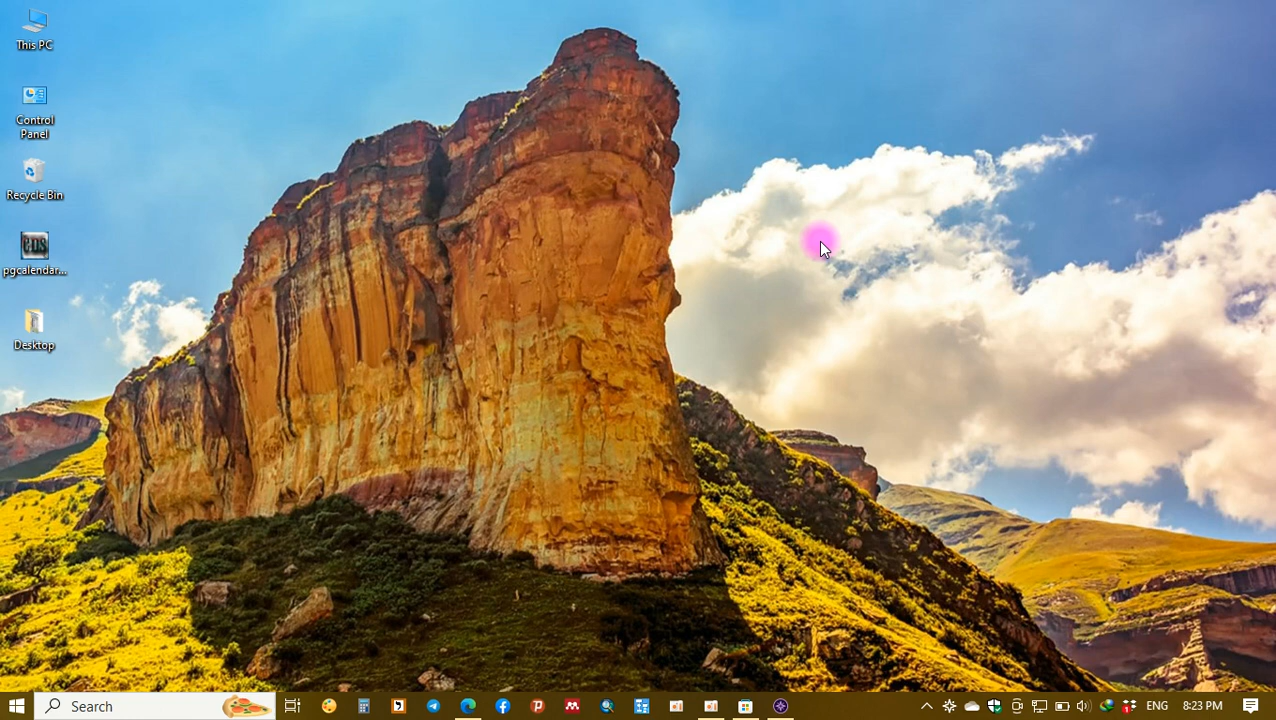 This PC
Control
Panel
Recycle Bin
pgcalendar...
Desktop
Search
ENG
8:23 PM